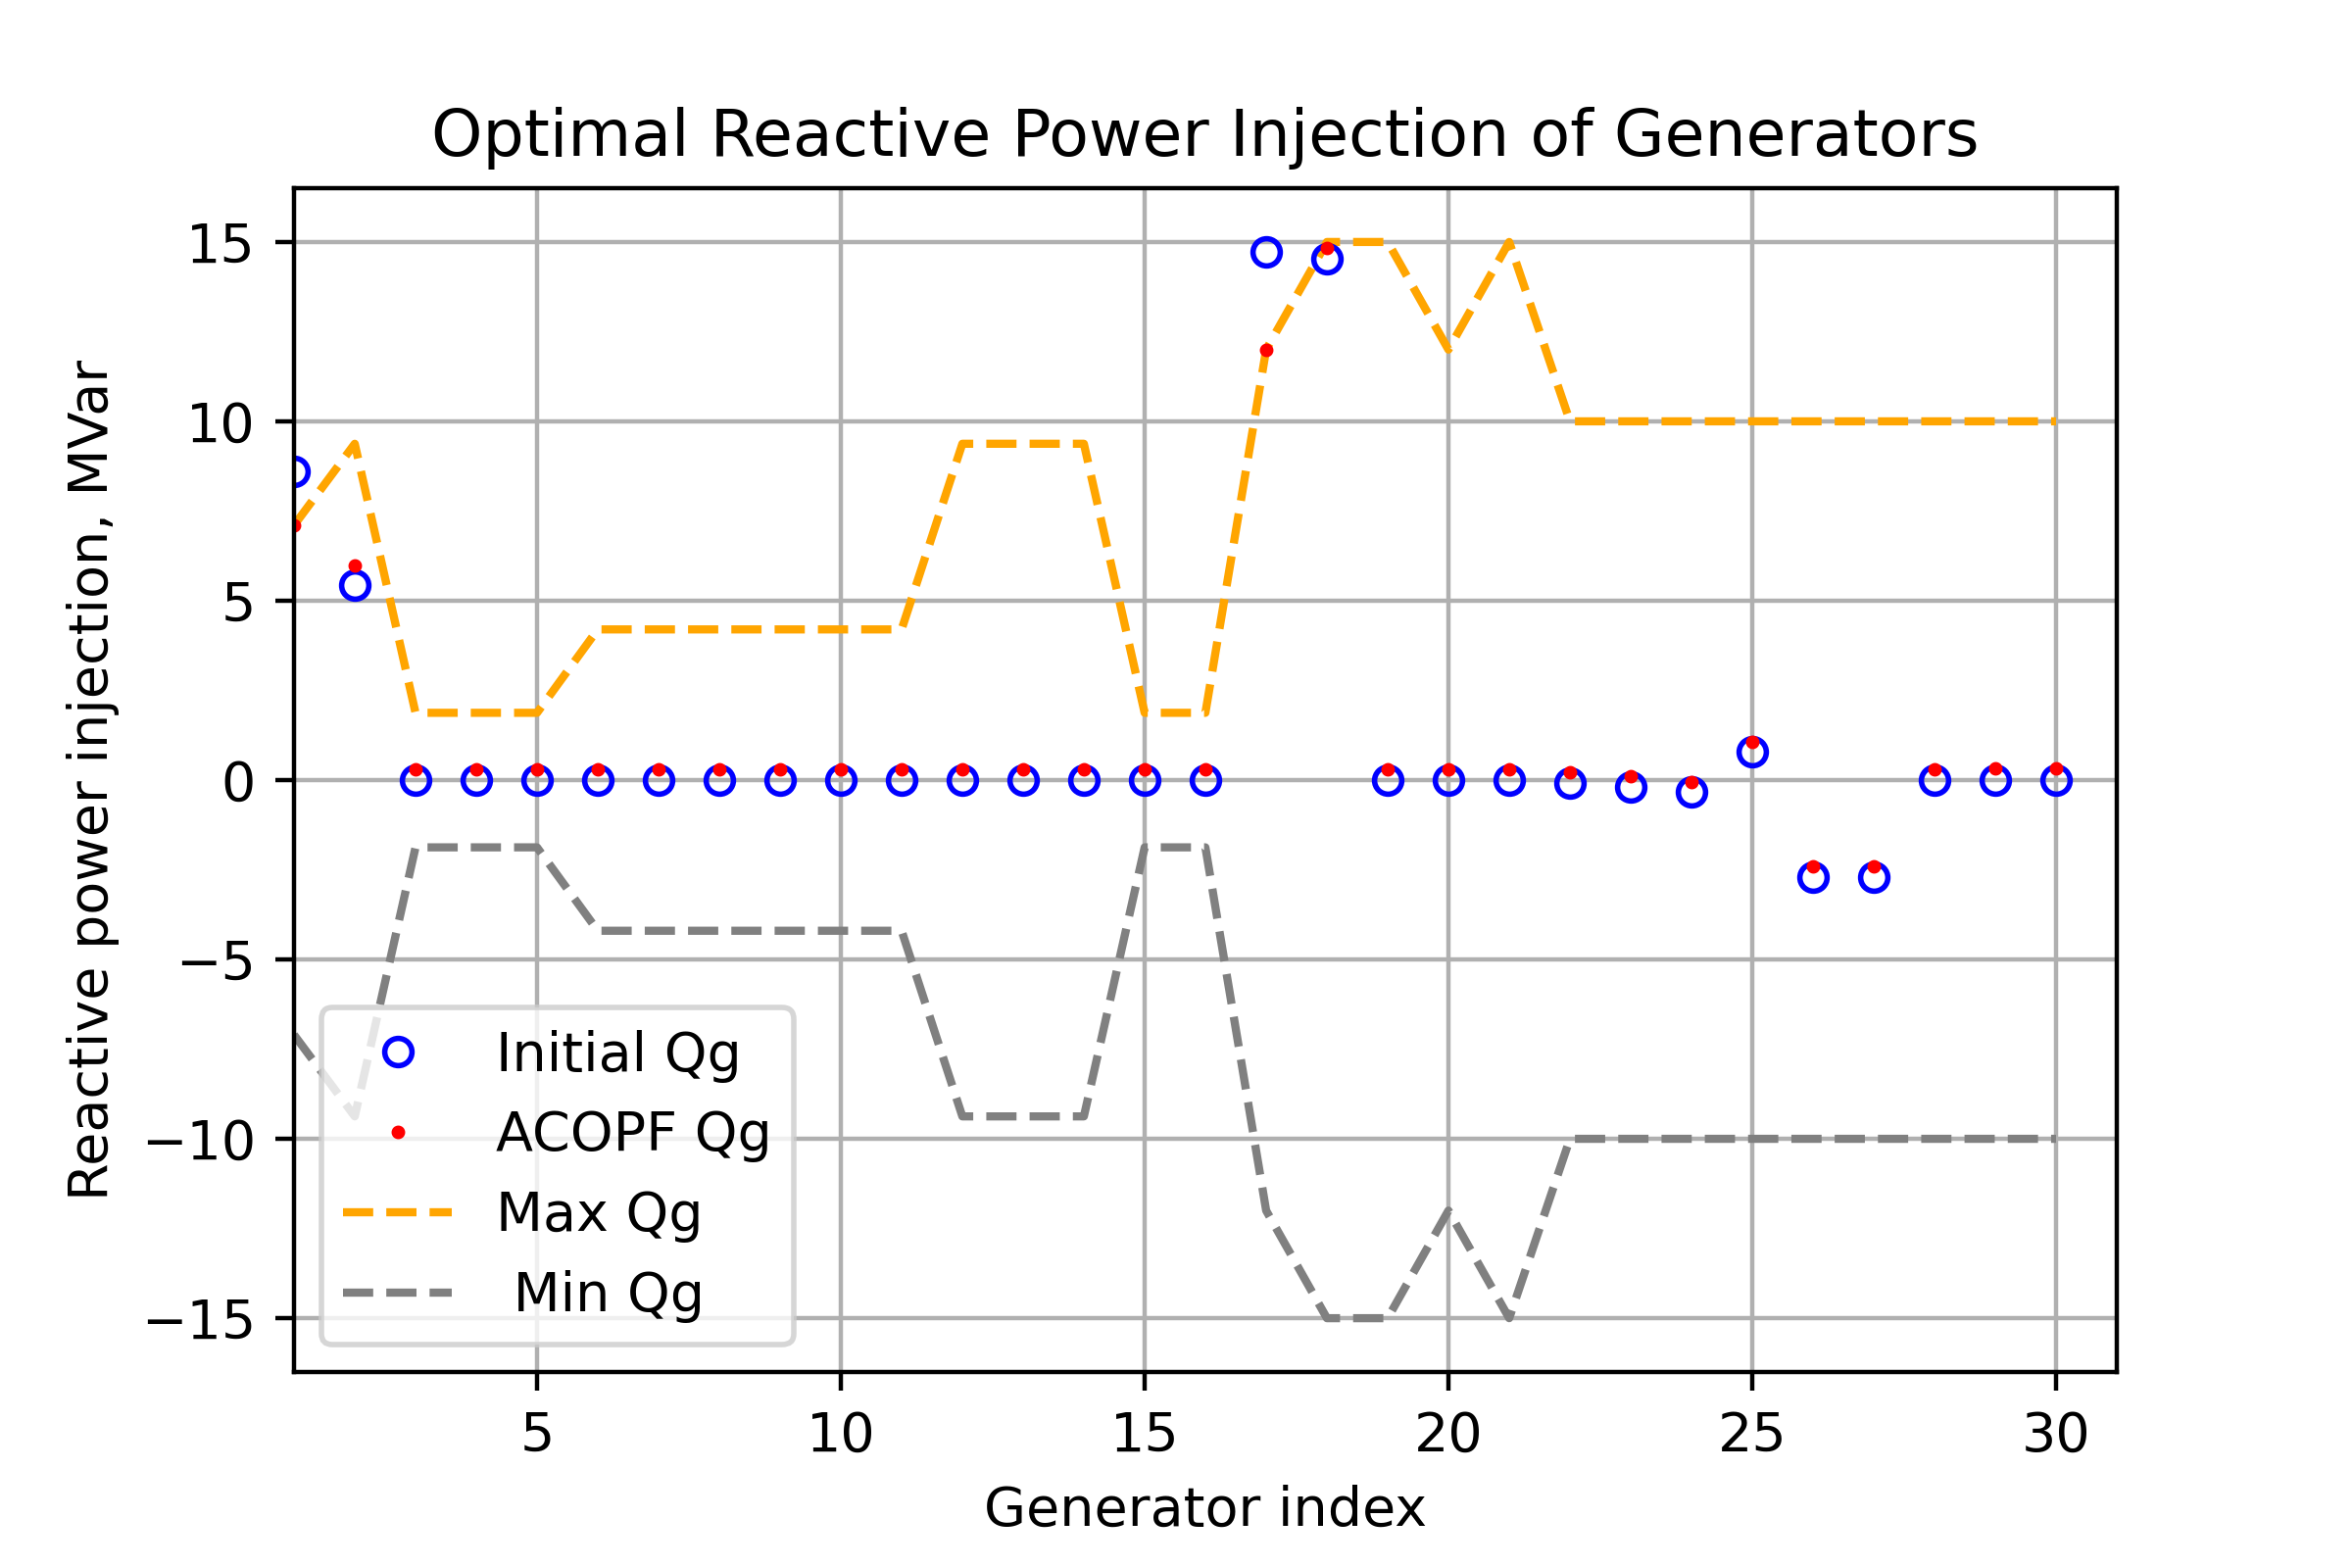 Optimal Reactive Power Injection of Generators
Reactive power injection, MVar
15
10
5
0
−5
−10
−15
Initial Qg
ACOPF Qg
Max Qg
Min Qg
5 10 15 20 25 30
Generator index